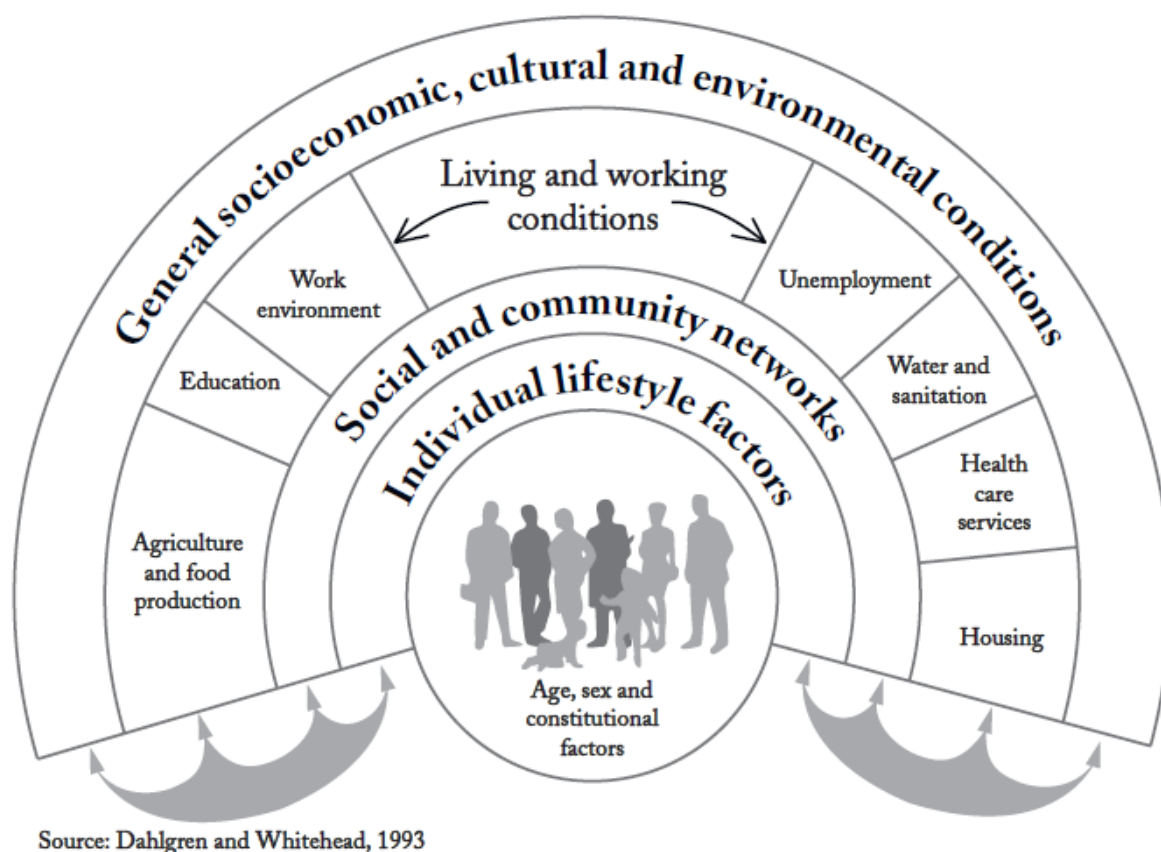 General socioeconomic, cultural and environmental conditions
Living and working
conditions
Work
environment
Unemployment
Education
Water and
sanitation
Agriculture
and food
production
Health
care
services
Housing
Social and community networks
Individual lifestyle factors
Age, sex and
constitutional
factors
Source: Dahlgren and Whitehead, 1993